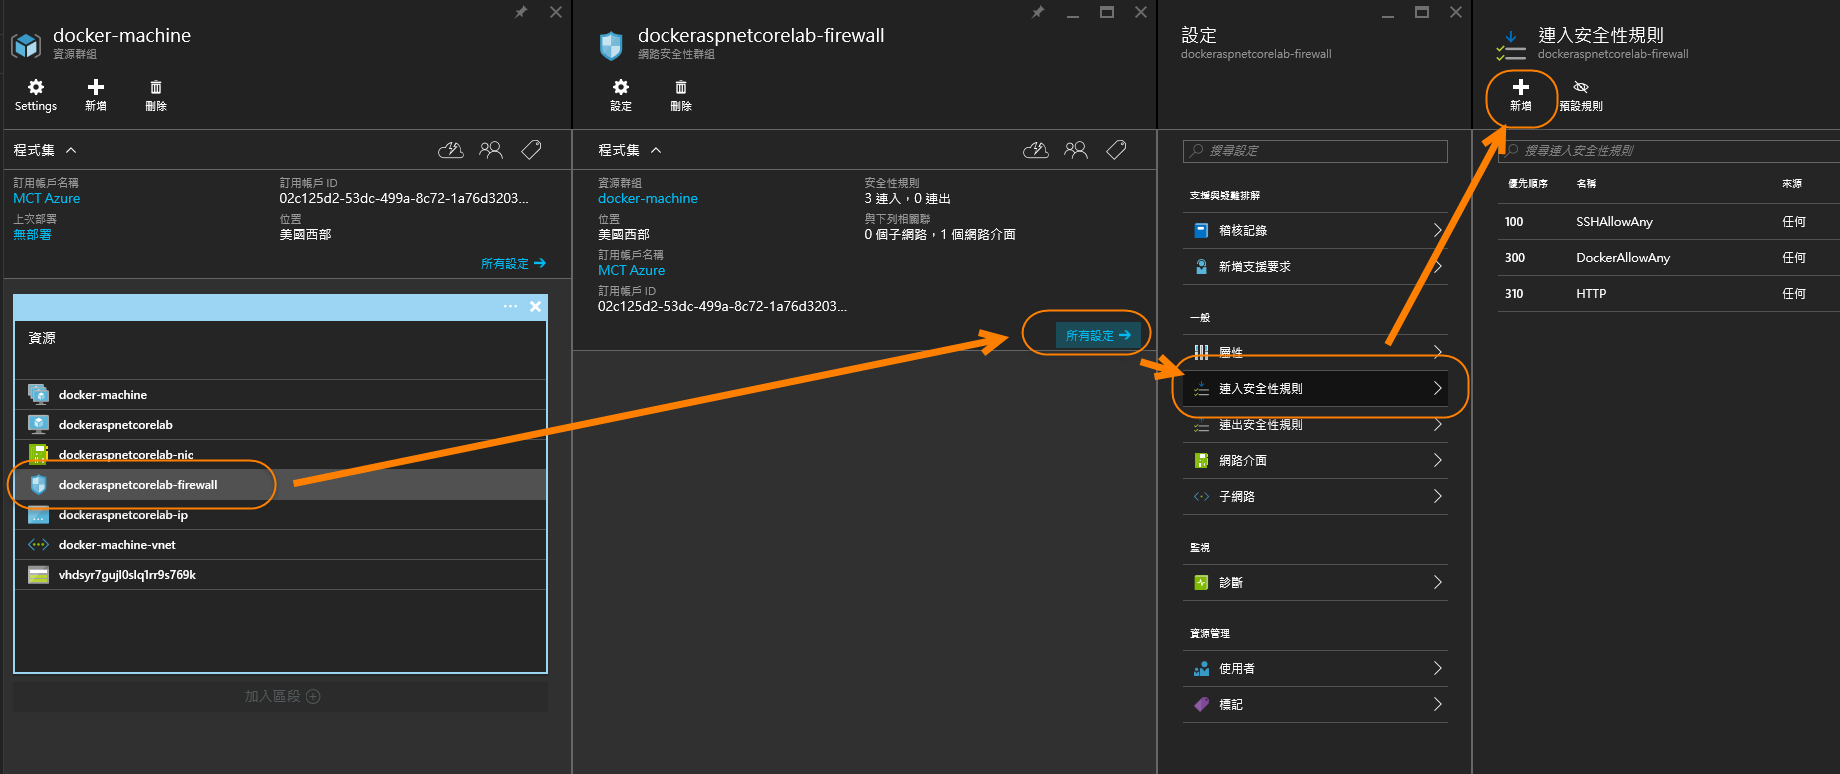 docker-machine
資源群組
Settings
新增
刪除
程式集
訂用帳戶名稱
MCT Azure
訂用帳戶 ID
02c125d2-53dc-499a-8c72-1a76d3203...
上次部署
無部署
位置
美國西部
所有設定
資源
docker-machine
dockeraspnetcorelab
dockeraspnetcorelab-nic
dockeraspnetcorelab-firewall
dockeraspnetcorelab-ip
docker-machine-vnet
vhdsyr7gujl0slq1rr9s769k
加入區段
dockeraspnetcorelab-firewall
網路安全性群組
設定
刪除
程式集
資源群組
docker-machine
安全性規則
3 連入，0 連出
位置
美國西部
與下列相關聯
0 個子網路，1 個網路介面
訂用帳戶名稱
MCT Azure
訂用帳戶 ID
02c125d2-53dc-499a-8c72-1a76d3203...
所有設定
設定
dockeraspnetcorelab-firewall
搜尋設定
支援與疑難排解
稽核記錄
新增支援要求
一般
屬性
連入安全性規則
連出安全性規則
網路介面
子網路
監視
診斷
資源管理
使用者
標記
連入安全性規則
dockeraspnetcorelab-firewall
新增
預設規則
搜尋連入安全性規則
優先順序 名稱 來源
100 SSHAllowAny 任何
300 DockerAllowAny 任何
310 HTTP 任何